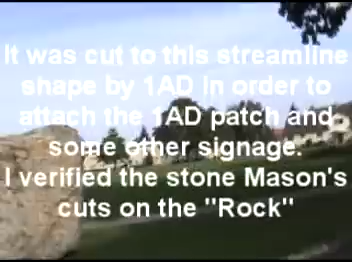 It was cut to this streamline
shape by 1AD in order to
attach the 1AD patch and
some other signage.
I verified the stone Mason's
cuts on the "Rock"